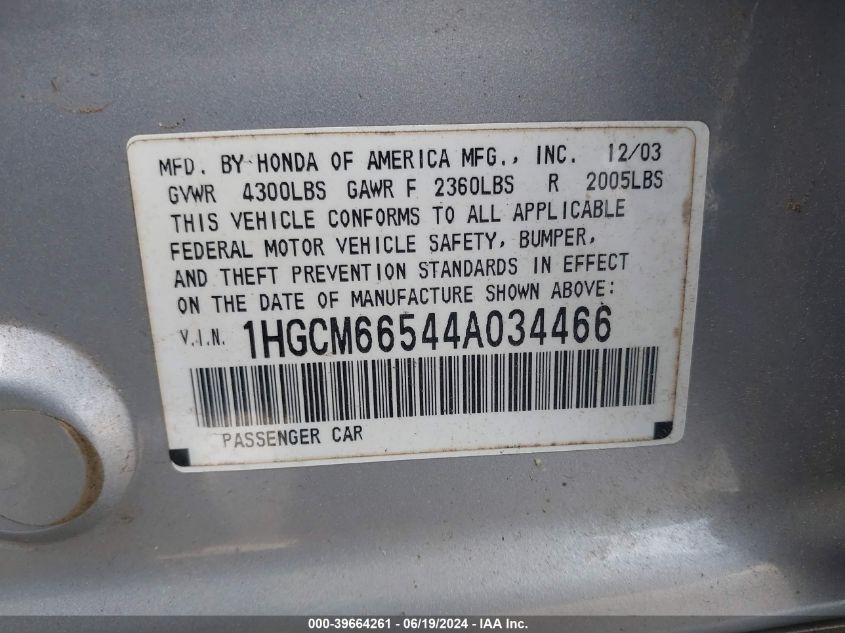 MFD. BY HONDA OF AMERICA MFG., INC. 12/03
GVWR 4300LBS GAWR F 2360LBS R 2005LBS
THIS VEHICLE CONFORMS TO ALL APPLICABLE
FEDERAL MOTOR VEHICLE SAFETY, BUMPER,
AND THEFT PREVENTION STANDARDS IN EFFECT
ON THE DATE OF MANUFACTURE SHOWN ABOVE:
V.I.N. 1HGCM66544A034466
PASSENGER CAR
000-39664261 - 06/19/2024 - IAA Inc.